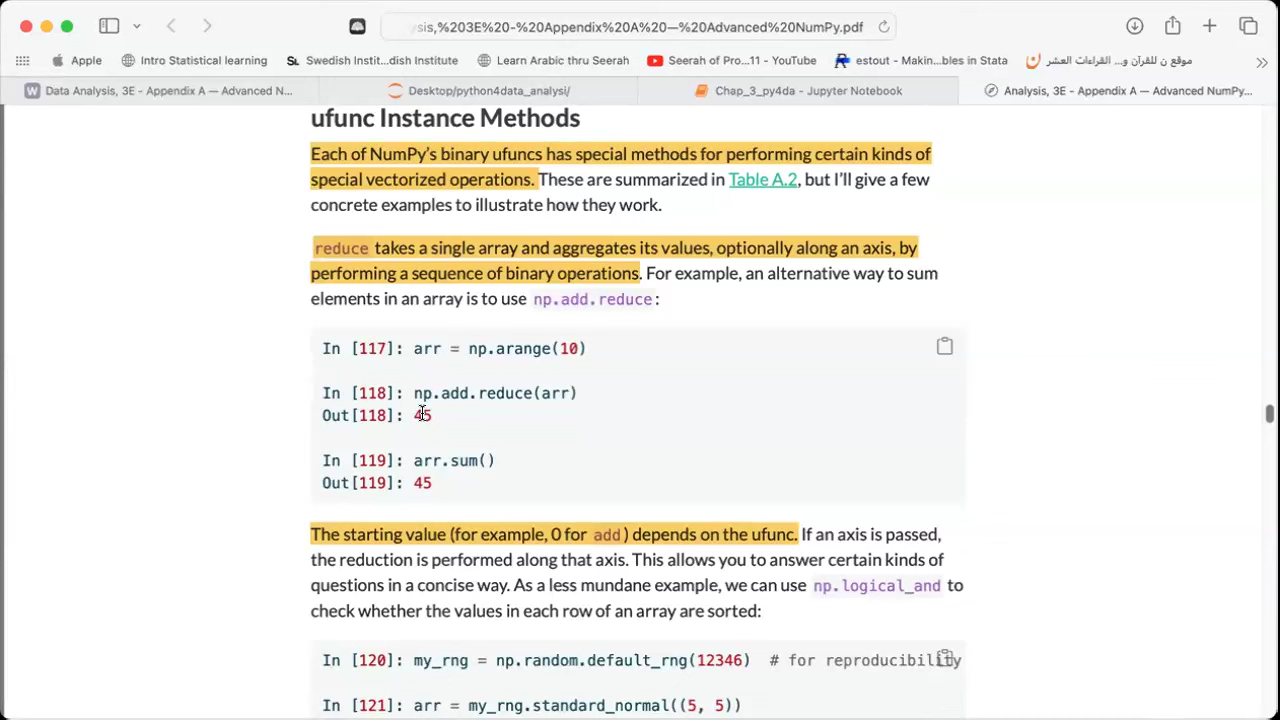 sis,%203E%20-%20Appendix%20A%20—%20Advanced%20NumPy.pdf
Apple
Intro Statistical learning
SL Swedish Instit...dish Institute
Learn Arabic thru Seerah
Seerah of Pro...11 - YouTube
estout - Makin...bles in Stata
موقع ن للقرآن و... القراءات العشر
W Data Analysis, 3E - Appendix A — Advanced N...
Desktop/python4data_analysi/
Chap_3_py4da - Jupyter Notebook
Analysis, 3E - Appendix A — Advanced NumPy...
ufunc Instance Methods
Each of NumPy’s binary ufuncs has special methods for performing certain kinds of
special vectorized operations. These are summarized in Table A.2, but I’ll give a few
concrete examples to illustrate how they work.
reduce takes a single array and aggregates its values, optionally along an axis, by
performing a sequence of binary operations. For example, an alternative way to sum
elements in an array is to use np.add.reduce:
In [117]: arr = np.arange(10)
In [118]: np.add.reduce(arr)
Out[118]: 45
In [119]: arr.sum()
Out[119]: 45
The starting value (for example, 0 for add) depends on the ufunc. If an axis is passed,
the reduction is performed along that axis. This allows you to answer certain kinds of
questions in a concise way. As a less mundane example, we can use np.logical_and to
check whether the values in each row of an array are sorted:
In [120]: my_rng = np.random.default_rng(12346) # for reproducibility
In [121]: arr = my_rng.standard_normal((5, 5))